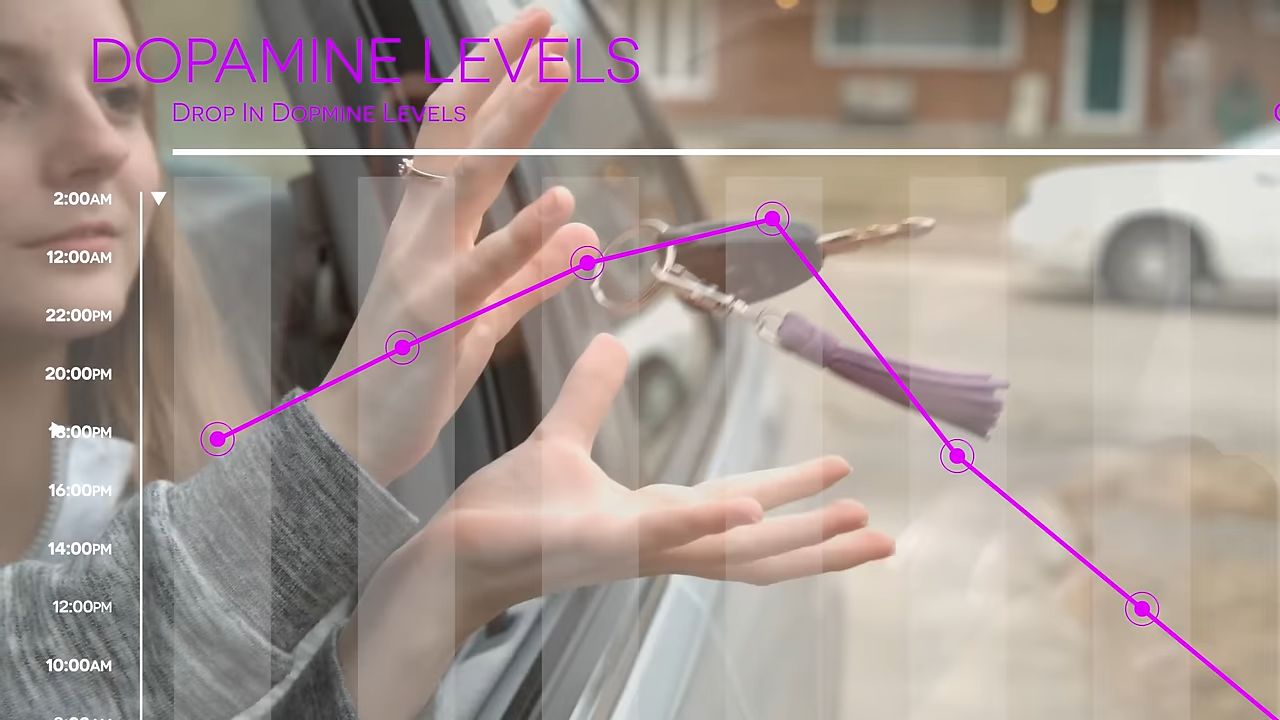 DOPAMINE LEVELS
DROP IN DOPMINE LEVELS
2:00AM
12:00AM
22:00PM
20:00PM
18:00PM
16:00PM
14:00PM
12:00PM
10:00AM